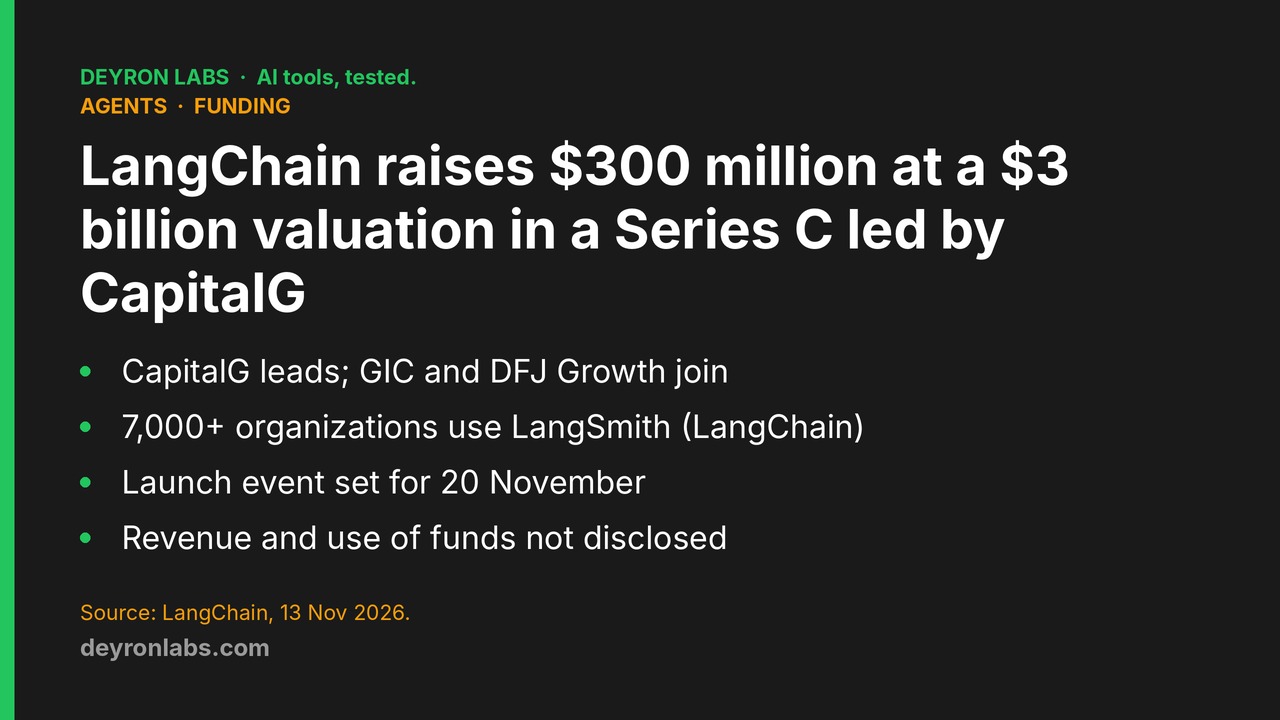 DEYRON LABS · AI tools, tested.
AGENTS · FUNDING
LangChain raises $300 million at a $3
billion valuation in a Series C led by
CapitalG
• CapitalG leads; GIC and DFJ Growth join
• 7,000+ organizations use LangSmith (LangChain)
• Launch event set for 20 November
• Revenue and use of funds not disclosed
Source: LangChain, 13 Nov 2026.
deyronlabs.com